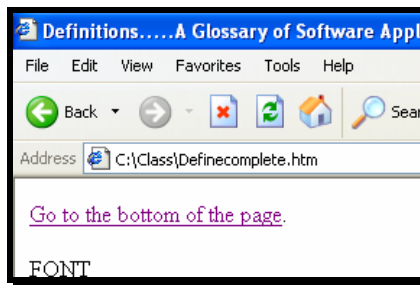 Definitions.....A Glossary of Software Appl
File Edit View Favorites Tools Help
Back Sear
Address C:\Class\Definecomplete.htm
Go to the bottom of the page.
FONT